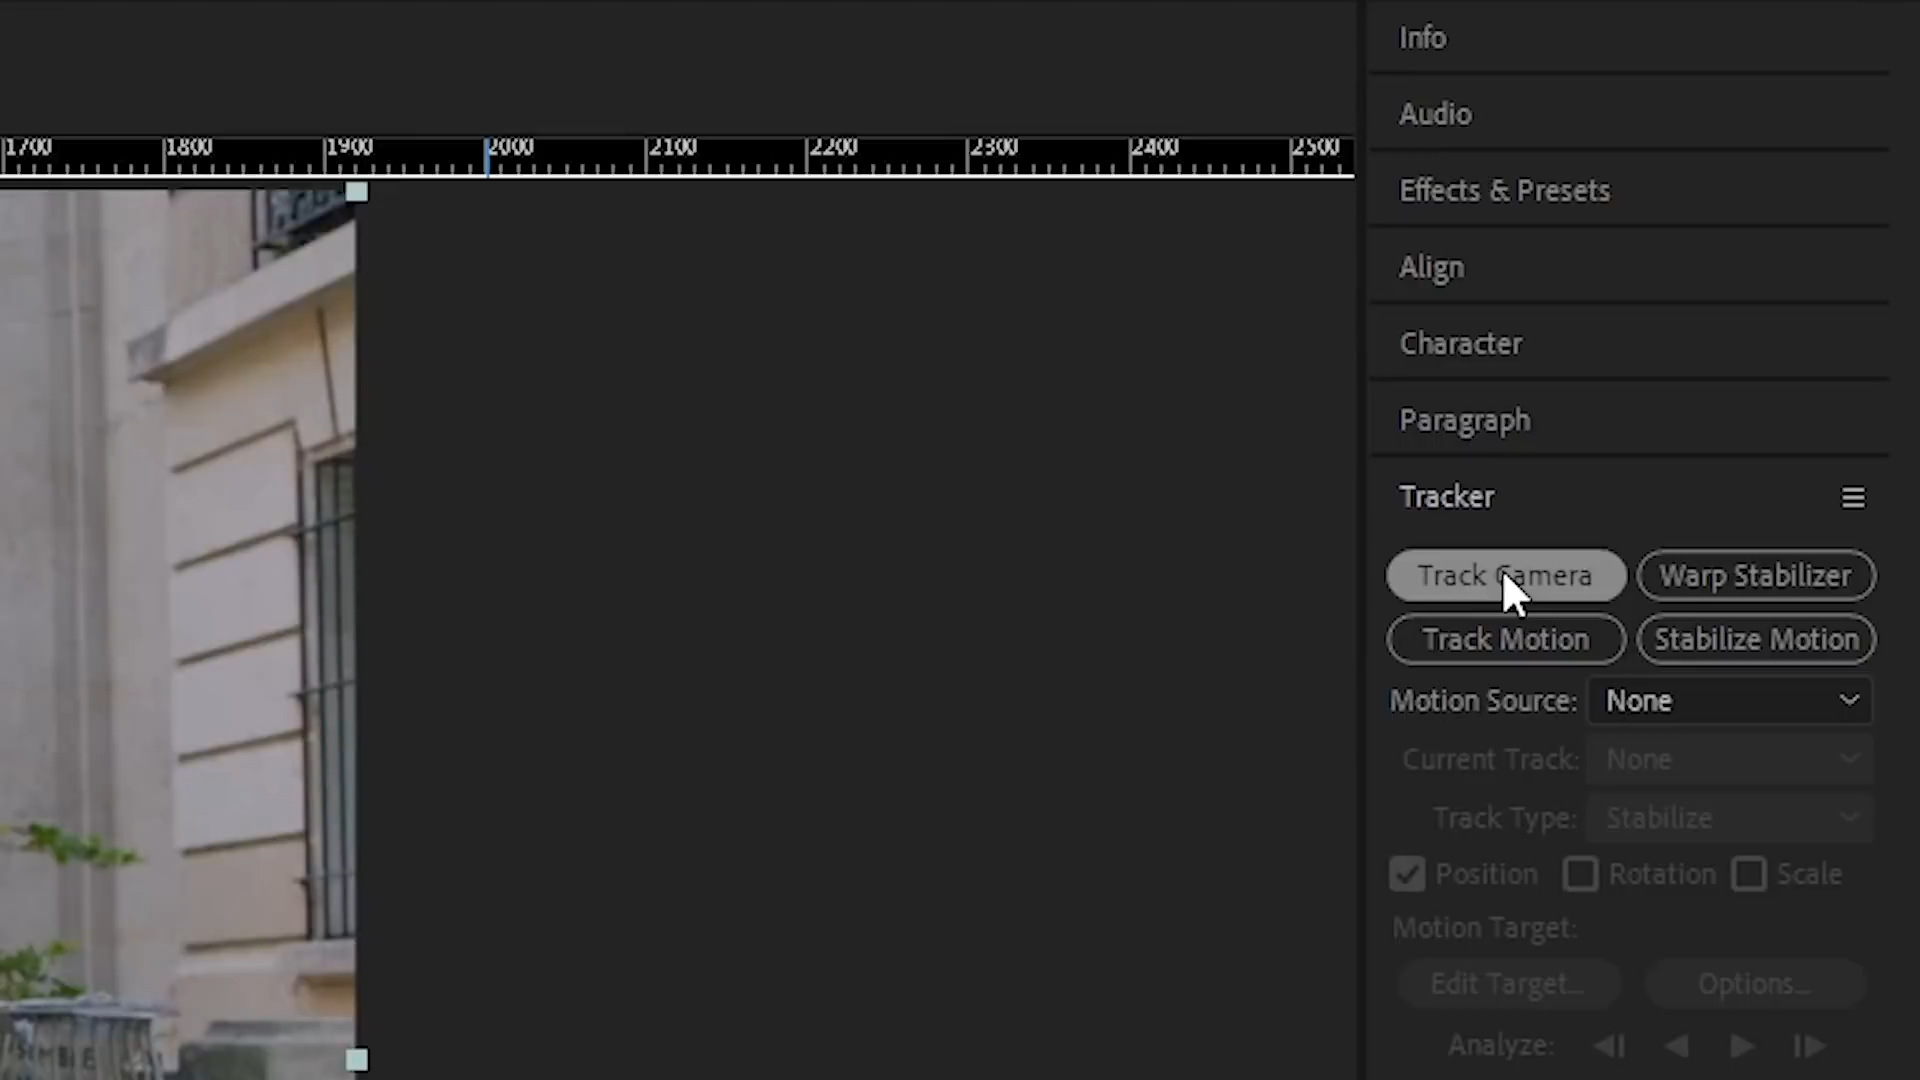 Info
Audio
1700 1800 1900 2000 2100 2200 2300 2400 2500
Effects & Presets
Align
Character
Paragraph
Tracker
Track Camera Warp Stabilizer
Track Motion Stabilize Motion
Motion Source: None
Current Track: None
Track Type: Stabilize
Position Rotation Scale
Motion Target:
Edit Target... Options...
Analyze: